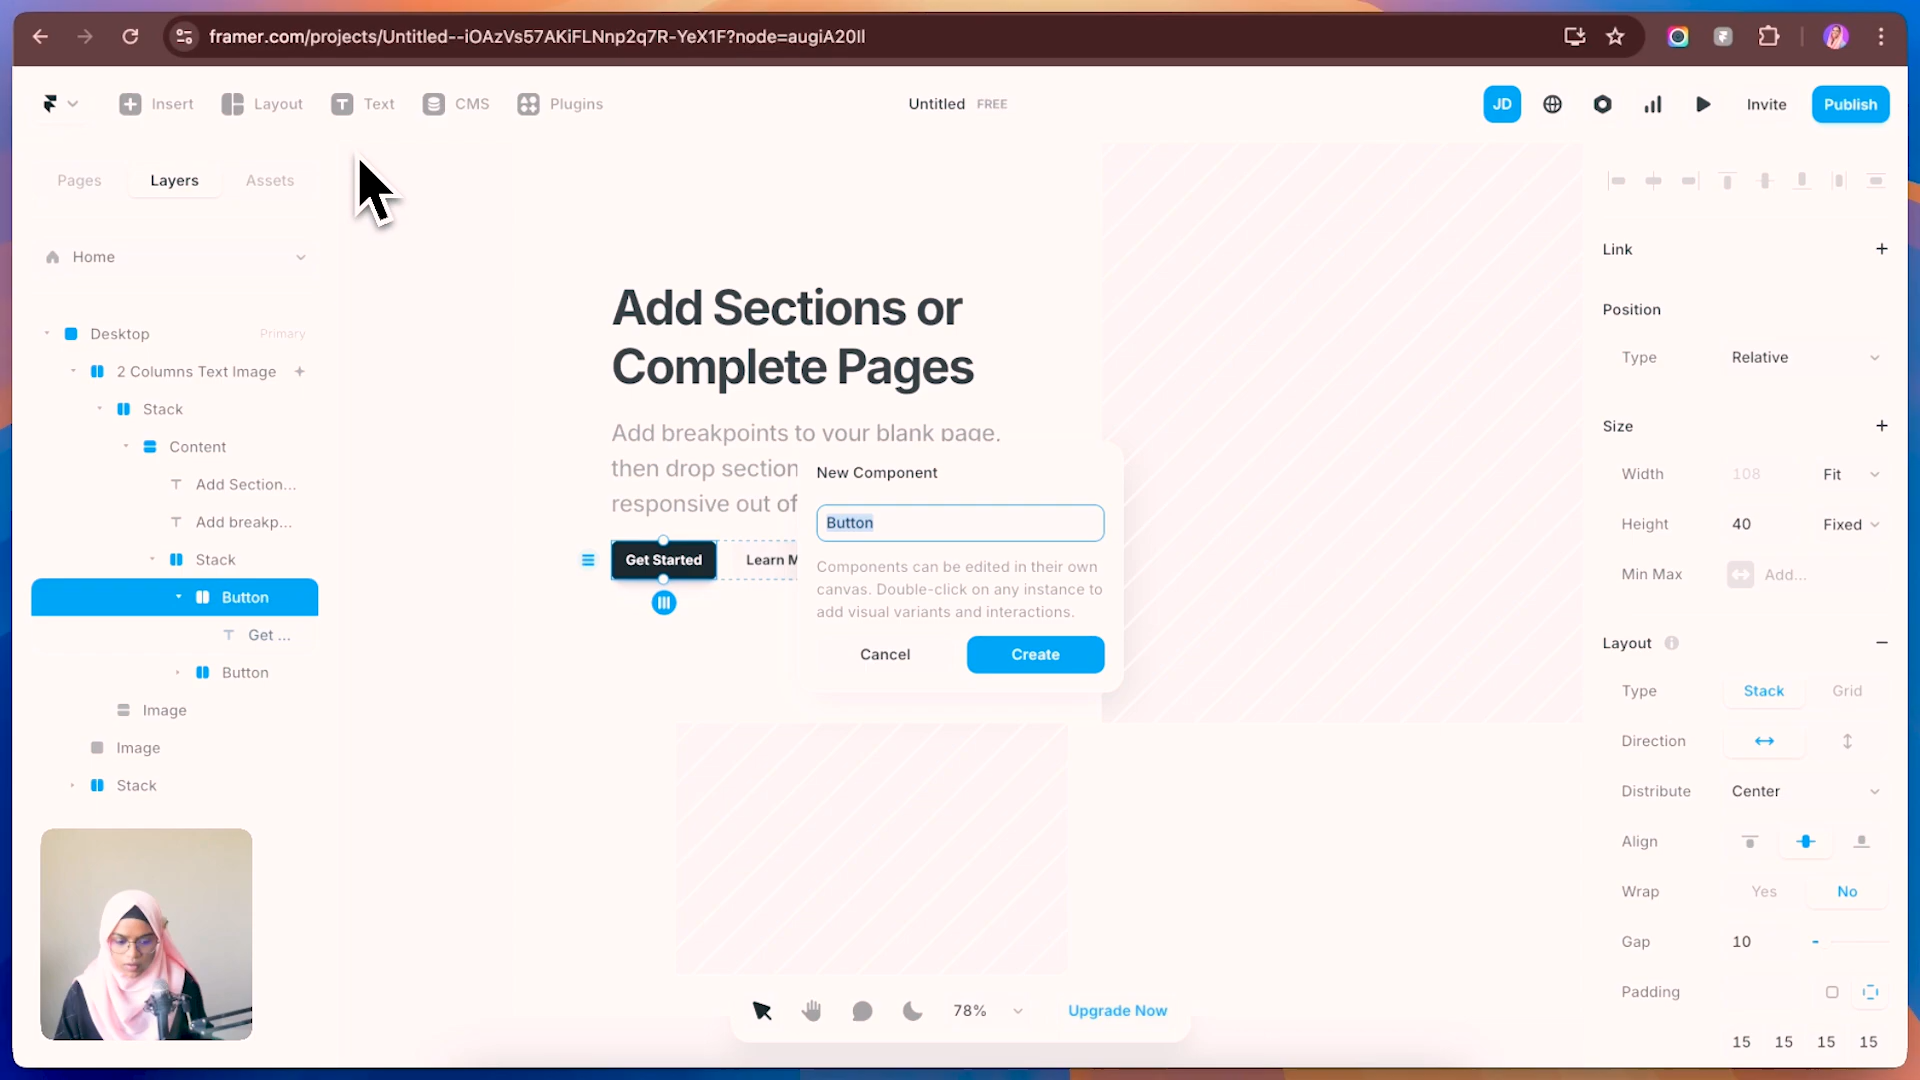 framer.com/projects/Untitled--iOAzVs57AKiFLNnp2q7R-YeX1F?node=augiA20Il
Insert
Layout
Text
CMS
Plugins
Untitled FREE
JD
Invite
Publish
Pages
Layers
Assets
Home
Desktop
Primary
2 Columns Text Image
Stack
Content
Add Section...
Add breakp...
Stack
Button
Get ...
Button
Image
Image
Stack
Add Sections or
Complete Pages
Add breakpoints to your blank page,
then drop section
responsive out of
Get Started
Learn M
New Component
Button
Components can be edited in their own
canvas. Double-click on any instance to
add visual variants and interactions.
Cancel
Create
78%
Upgrade Now
Link
Position
Type
Relative
Size
Width
108
Fit
Height
40
Fixed
Min Max
Add...
Layout
Type
Stack
Grid
Direction
Distribute
Center
Align
Wrap
Yes
No
Gap
10
Padding
15 15 15 15